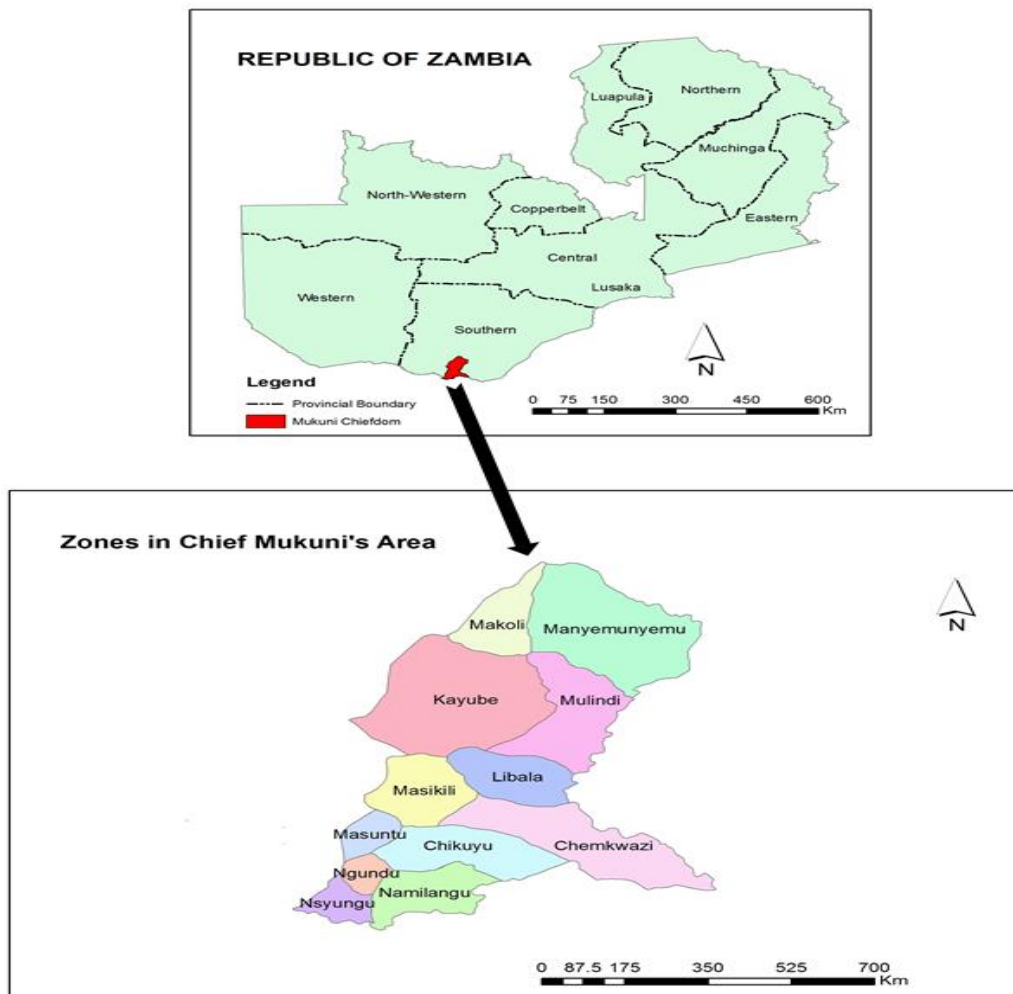 REPUBLIC OF ZAMBIA
Luapula
Northern
Muchinga
North-Western
Copperbelt
Eastern
Central
Lusaka
Western
Southern
N
Legend
Provincial Boundary
Mukuni Chiefdom
0 75 150 300 450 600
Km
Zones in Chief Mukuni's Area
N
Makoli
Manyemunyemu
Kayube
Mulindi
Libala
Masikili
Masuntu
Chikuyu
Chemkwazi
Ngundu
Namilangu
Nsyungu
0 87.5 175 350 525 700
Km